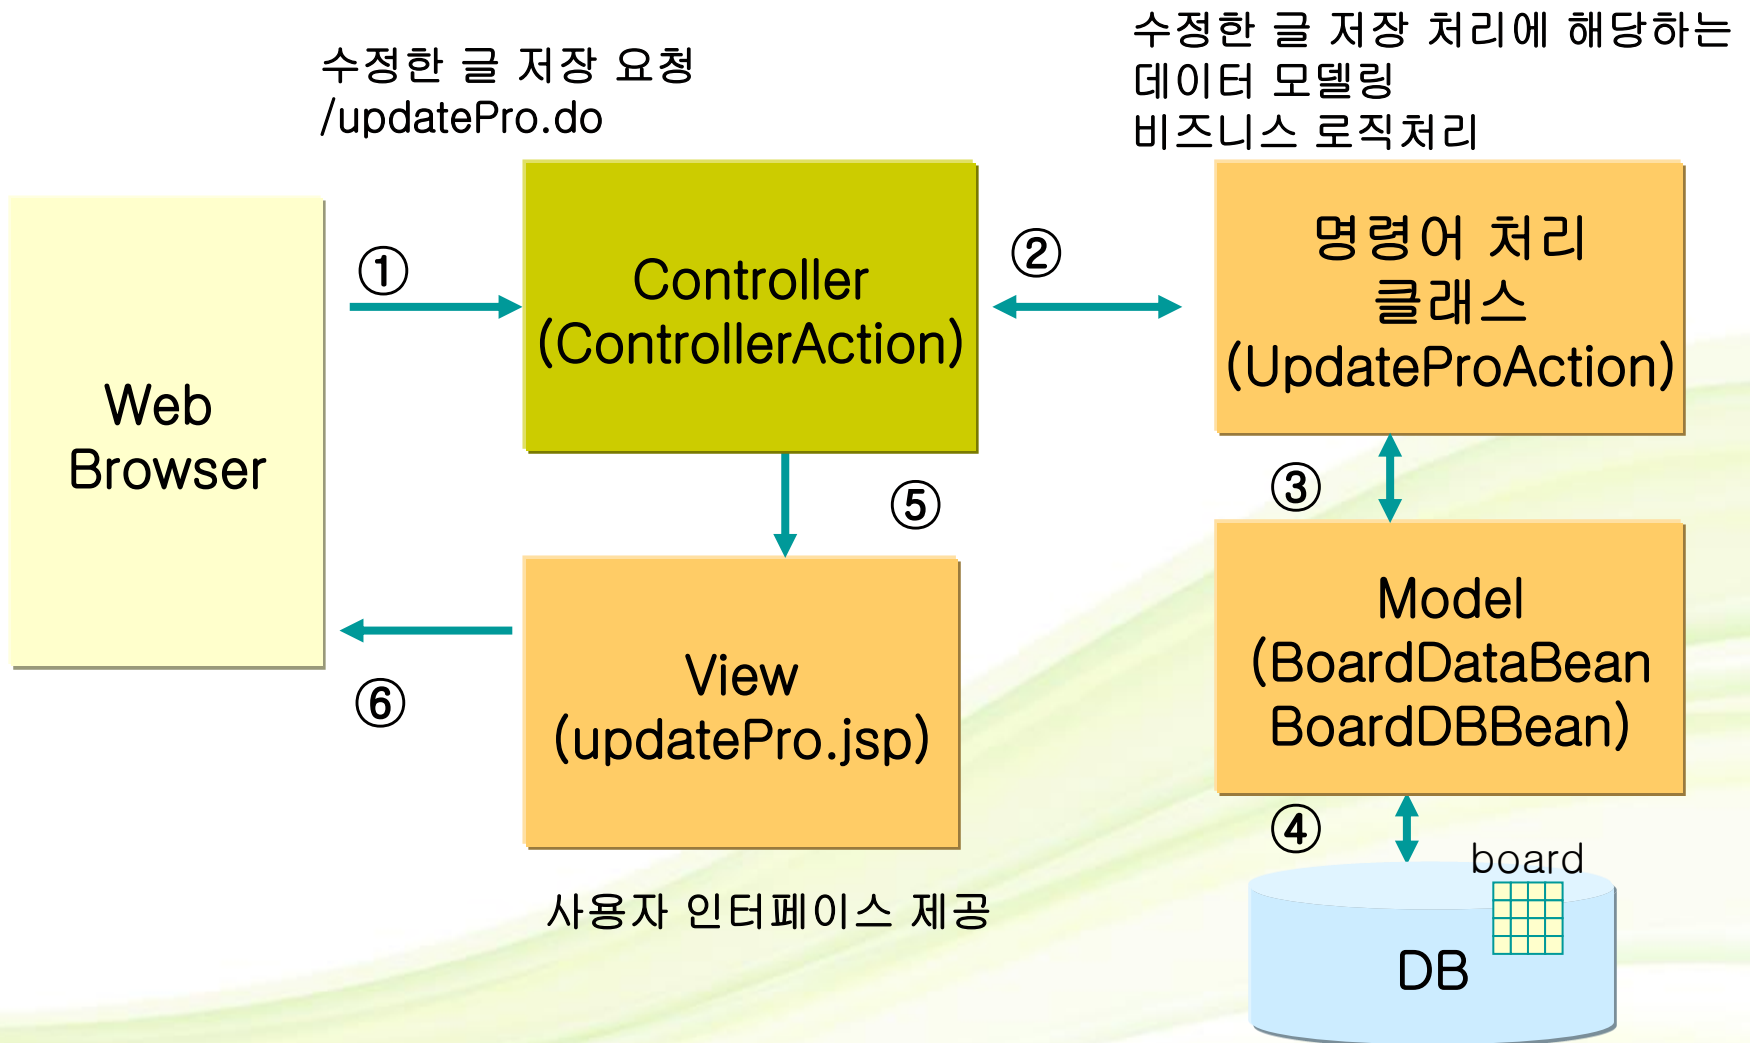 수정한 글 저장 요청
/updatePro.do
수정한 글 저장 처리에 해당하는
데이터 모델링
비즈니스 로직처리
Web
Browser
①
Controller
(ControllerAction)
②
명령어 처리
클래스
(UpdateProAction)
③
Model
(BoardDataBean
BoardDBBean)
④
board
DB
⑤
View
(updatePro.jsp)
⑥
사용자 인터페이스 제공